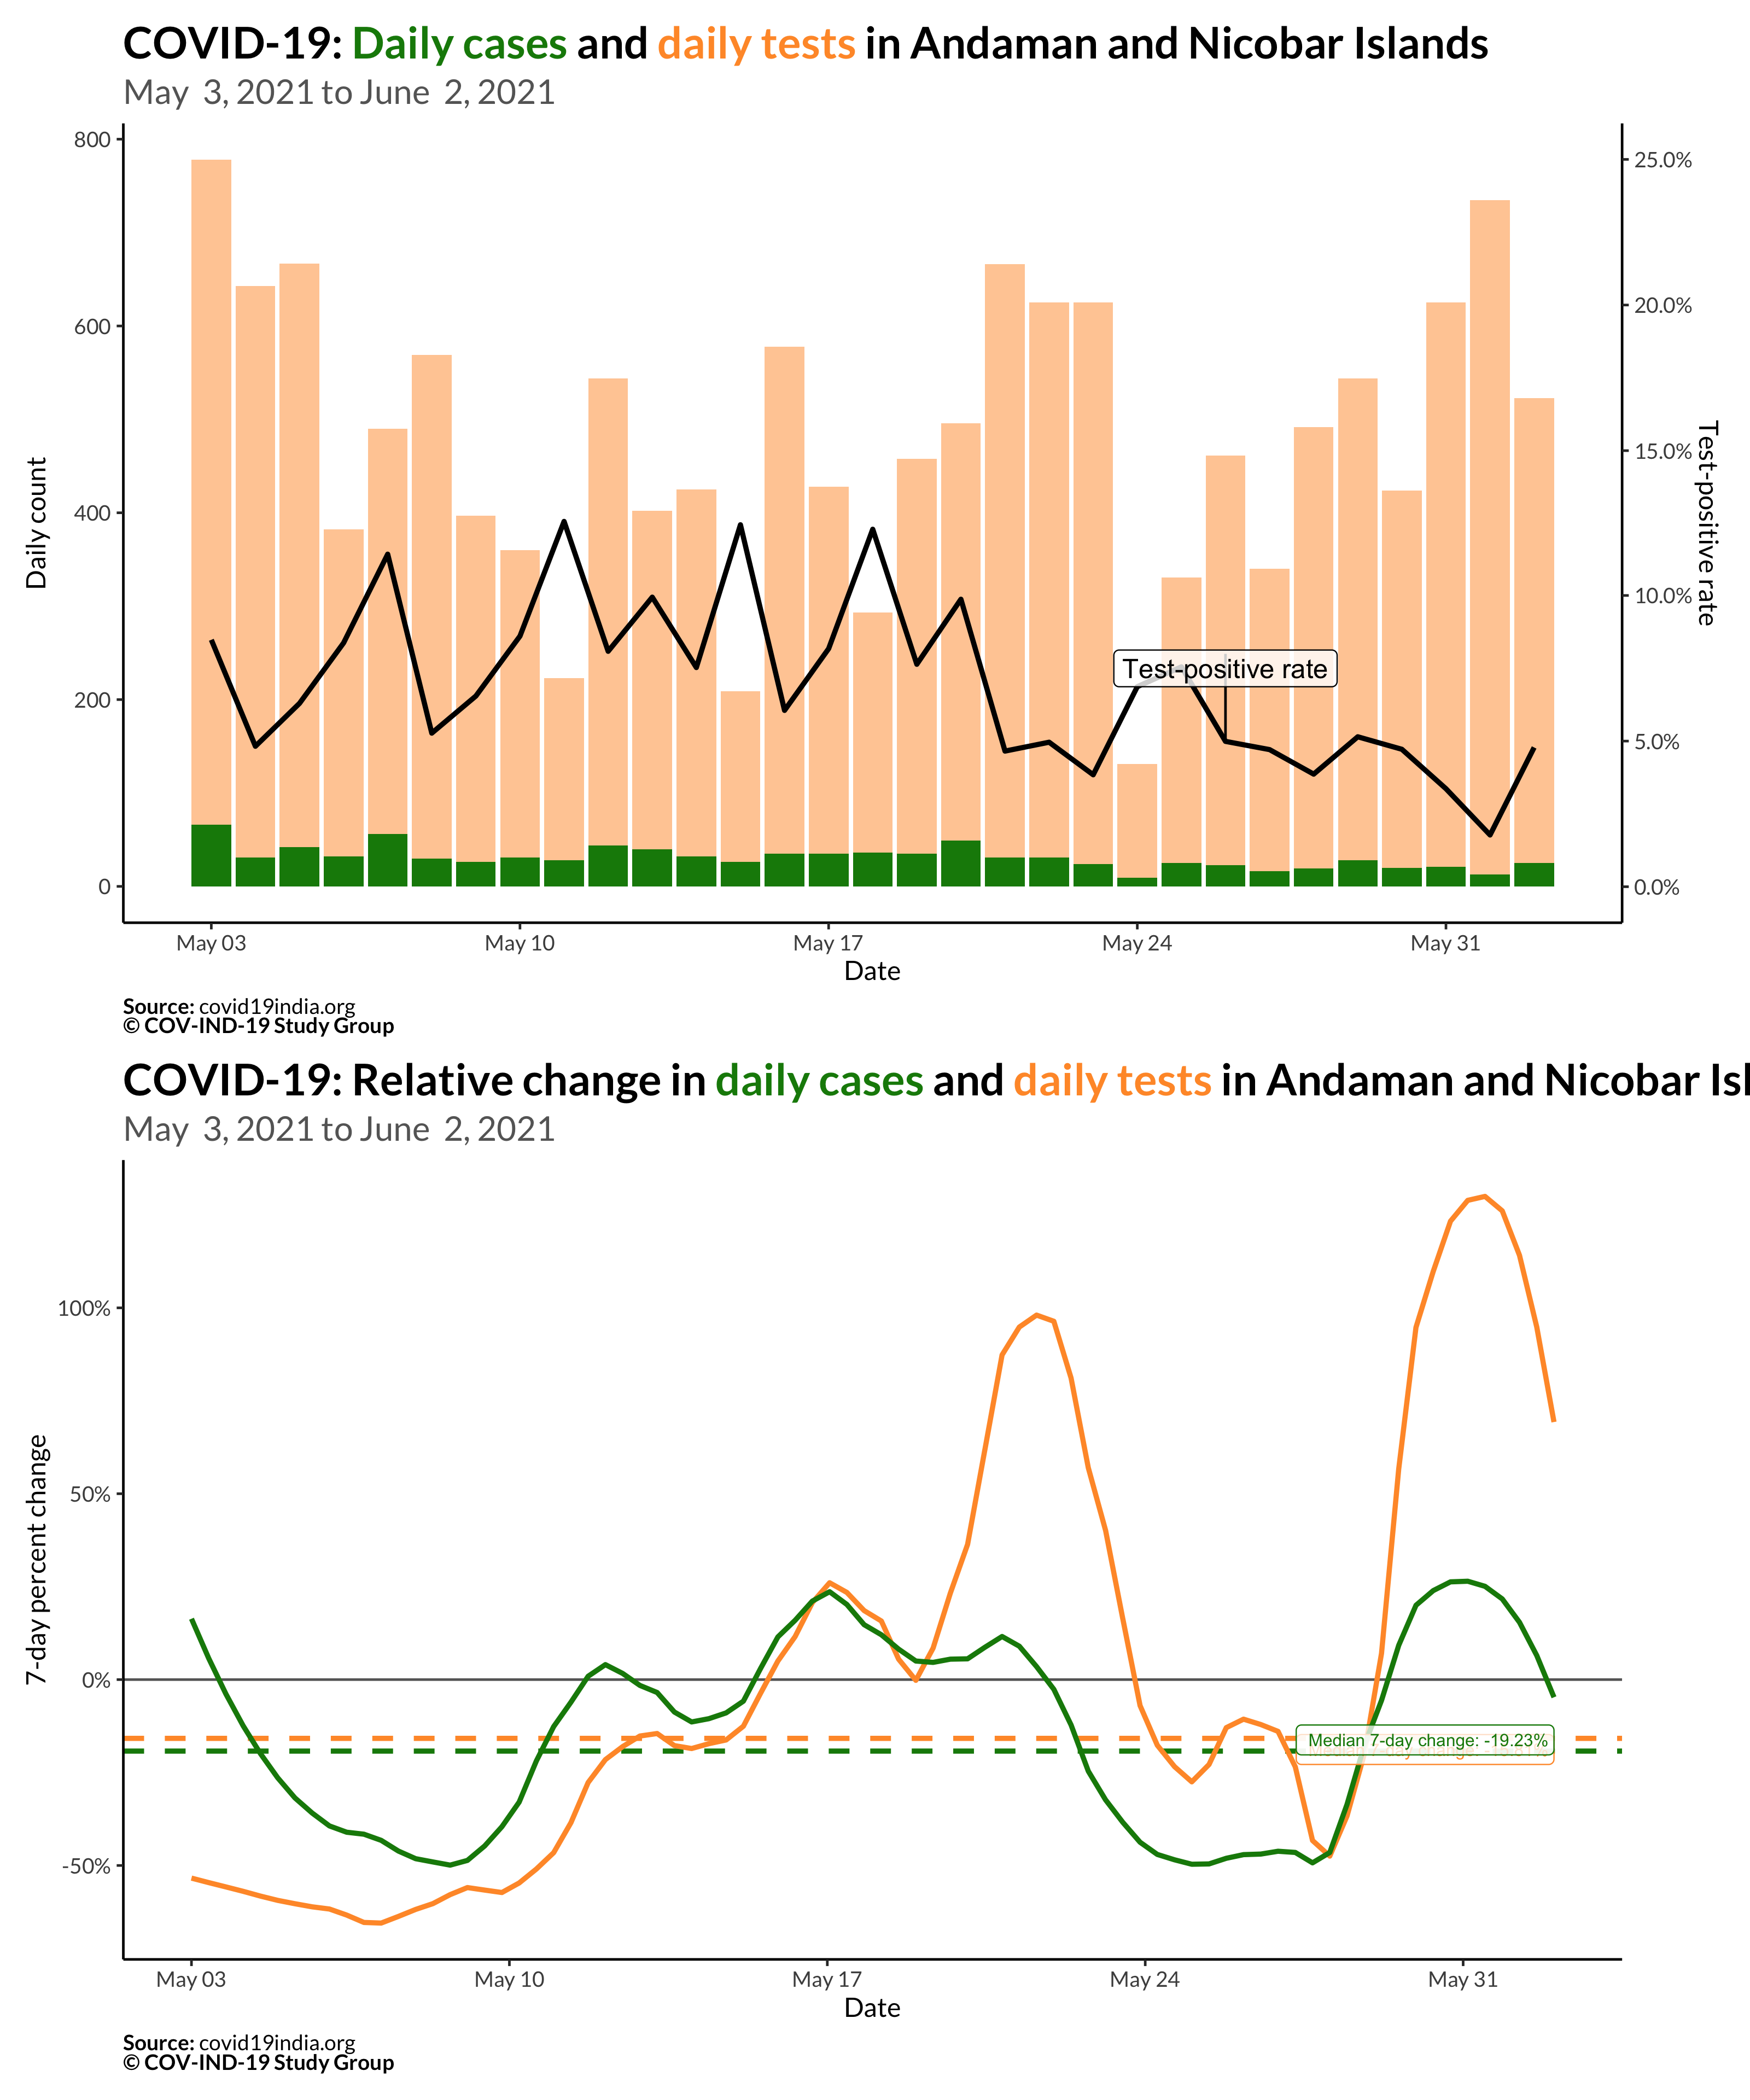 COVID-19: Daily cases and daily tests in Andaman and Nicobar Islands
May 3, 2021 to June 2, 2021
800
600
400
200
0
Daily count
25.0%
20.0%
15.0%
10.0%
5.0%
0.0%
Test-positive rate
Test-positive rate
May 03
May 10
May 17
May 24
May 31
Date
Source: covid19india.org
© COV-IND-19 Study Group
COVID-19: Relative change in daily cases and daily tests in Andaman and Nicobar Isl
May 3, 2021 to June 2, 2021
100%
50%
0%
-50%
7-day percent change
Median 7-day change: -19.23%
Median 7-day change:
May 03
May 10
May 17
May 24
May 31
Date
Source: covid19india.org
© COV-IND-19 Study Group